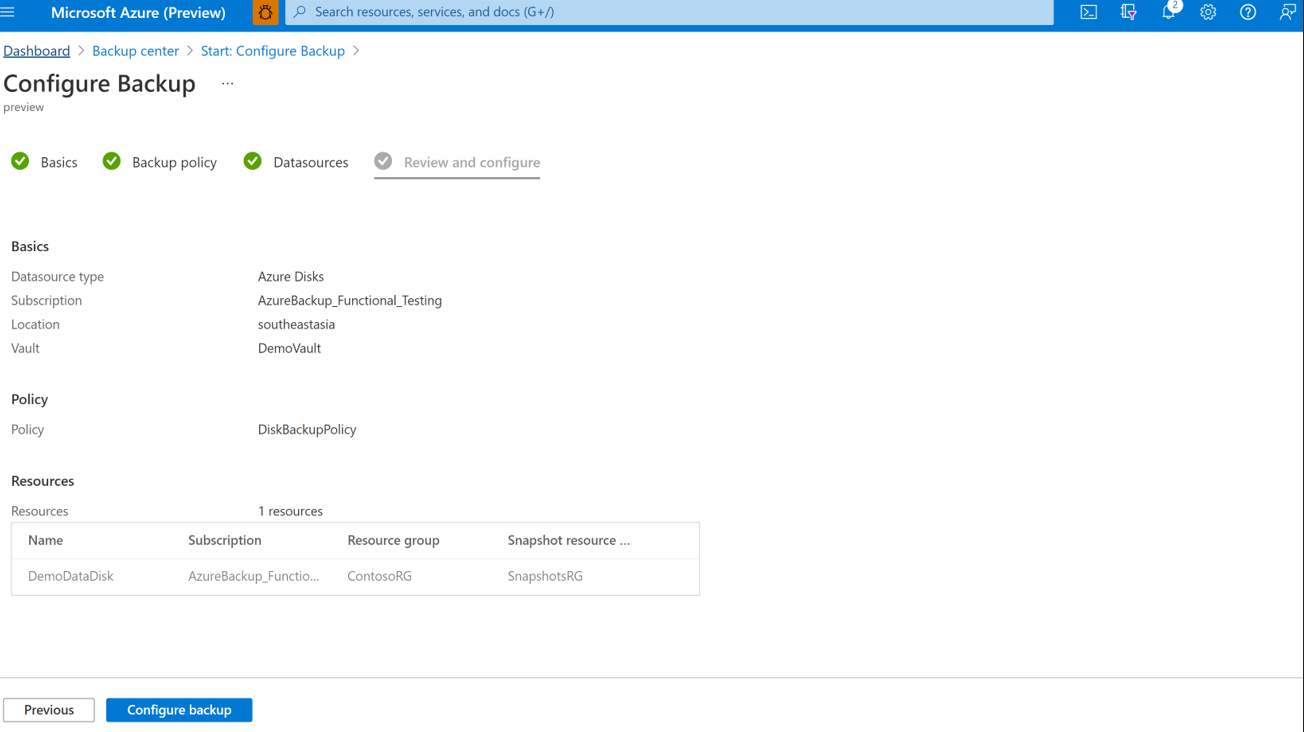 Microsoft Azure (Preview) Search resources, services, and docs (G+/) 2
Dashboard > Backup center > Start: Configure Backup >
Configure Backup ...
preview
Basics Backup policy Datasources Review and configure
Basics
Datasource type Azure Disks
Subscription AzureBackup_Functional_Testing
Location southeastasia
Vault DemoVault
Policy
Policy DiskBackupPolicy
Resources
Resources 1 resources
Name Subscription Resource group Snapshot resource ...
DemoDataDisk AzureBackup_Functio... ContosoRG SnapshotsRG
Previous Configure backup